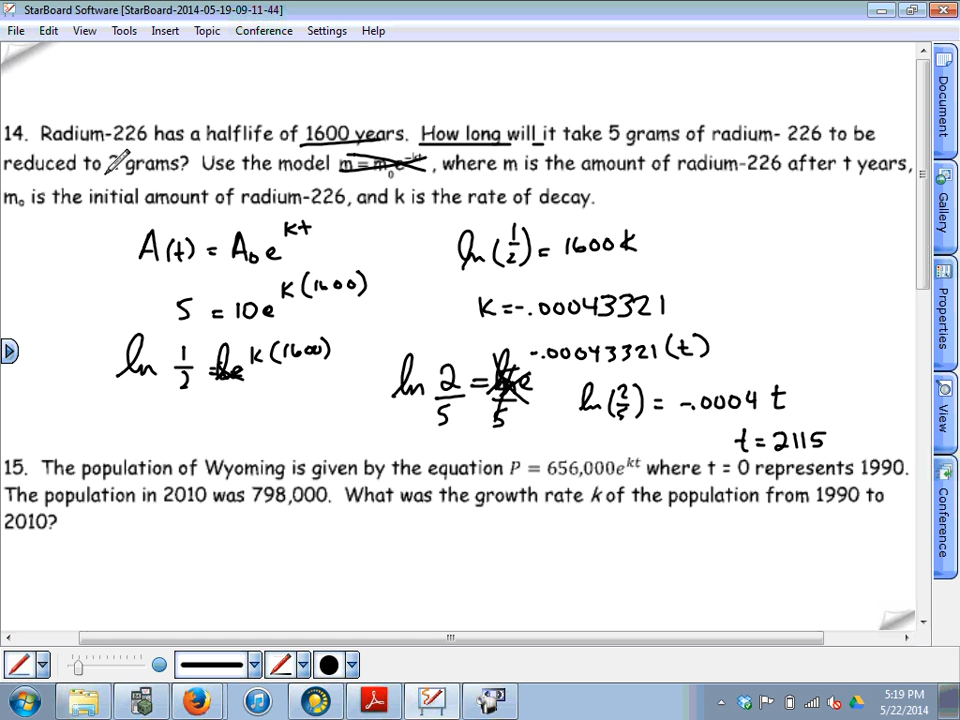 StarBoard Software [StarBoard-2014-05-19-09-11-44]
File Edit View Tools Insert Topic Conference Settings Help
14. Radium-226 has a halflife of 1600 years. How long will it take 5 grams of radium- 226 to be
reduced to 2 grams? Use the model m = m₀e⁻ᵏᵗ, where m is the amount of radium-226 after t years,
m₀ is the initial amount of radium-226, and k is the rate of decay.
A(t) = A₀e^kt
5 = 10e^k(1600)
ln 1/2 = ln e^k(1600)
ln(1/2) = 1600k
k = -.00043321
ln 2/5 = e^-.00043321(t)
ln(2/5) = -.0004 t
t = 2115
15. The population of Wyoming is given by the equation P = 656,000e^kt where t = 0 represents 1990.
The population in 2010 was 798,000. What was the growth rate k of the population from 1990 to
2010?
Document
Gallery
Properties
View
Conference
5:19 PM
5/22/2014